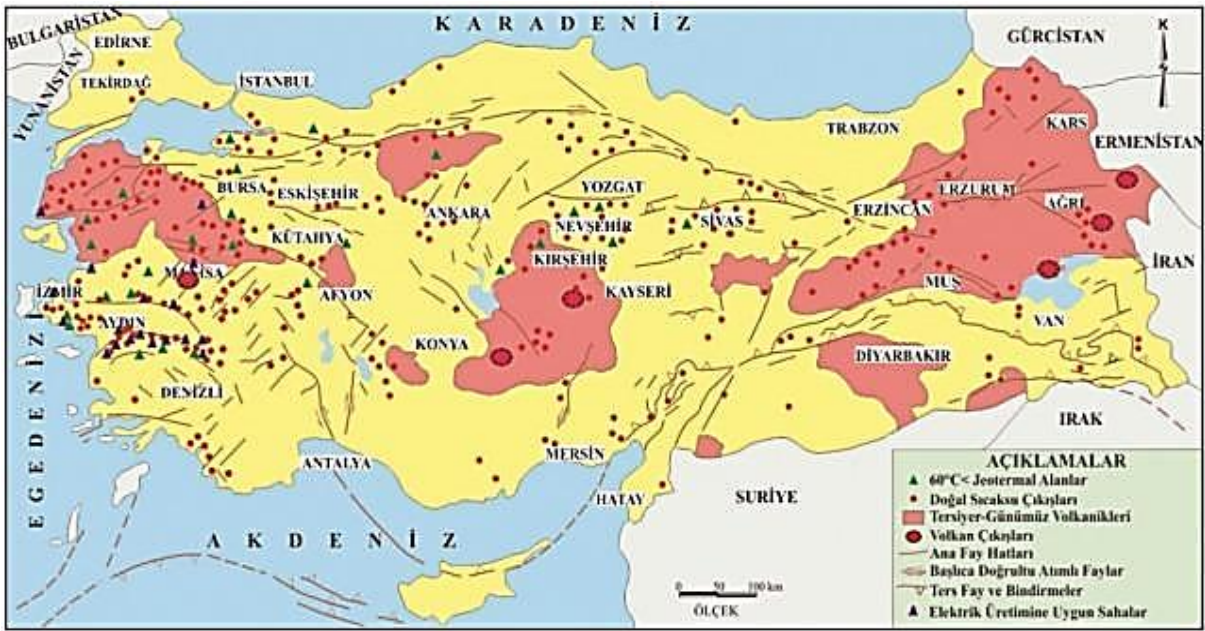 KARADENİZ
BULGARİSTAN
EDİRNE
GÜRCİSTAN
K
YUNANİSTAN
TEKİRDAĞ
İSTANBUL
TRABZON
KARS
ERMENİSTAN
BURSA
ESKİŞEHİR
YOZGAT
ERZURUM
ANKARA
NEVŞEHİR
SİVAS
ERZİNCAN
AĞRI
KÜTAHYA
KIRŞEHİR
İRAN
MANİSA
İZMİR
AFYON
KAYSERİ
MUŞ
AYDIN
KONYA
VAN
DİYARBAKIR
DENİZLİ
EGEDENİZİ
IRAK
ANTALYA
MERSİN
HATAY
SURİYE
AKDENİZ
AÇIKLAMALAR
60°C< Jeotermal Alanlar
Doğal Sıcaksu Çıkışları
Tersiyer-Günümüz Volkanikleri
Volkan Çıkışları
Ana Fay Hatları
Başlıca Doğrultu Atımlı Faylar
Ters Fay ve Bindirmeler
Elektrik Üretimine Uygun Sahalar
0 50 100 km
ÖLÇEK